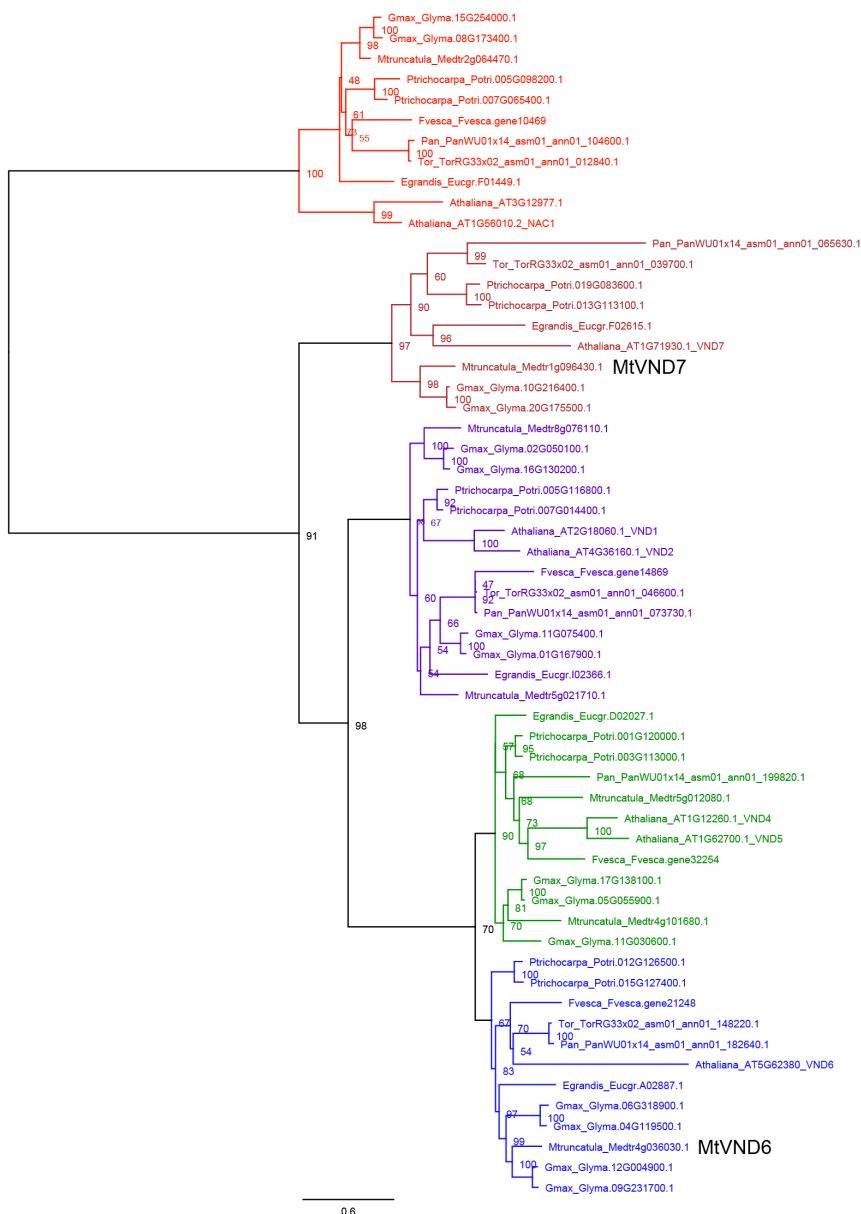 Gmax_Glyma.15G254000.1
100
Gmax_Glyma.08G173400.1
98
Mtruncatula_Medtr2g064470.1
48
Ptrichocarpa_Potri.005G098200.1
100
Ptrichocarpa_Potri.007G065400.1
61
Fvesca_Fvesca.gene10469
73
55
Pan_PanWU01x14_asm01_ann01_104600.1
100
Tor_TorRG33x02_asm01_ann01_012840.1
100
Egrandis_Eucgr.F01449.1
Athaliana_AT3G12977.1
99
Athaliana_AT1G56010.2_NAC1
Pan_PanWU01x14_asm01_ann01_065630.1
99
Tor_TorRG33x02_asm01_ann01_039700.1
60
Ptrichocarpa_Potri.019G083600.1
100
Ptrichocarpa_Potri.013G113100.1
90
Egrandis_Eucgr.F02615.1
96
Athaliana_AT1G71930.1_VND7
97
Mtruncatula_Medtr1g096430.1 MtVND7
98
Gmax_Glyma.10G216400.1
100
Gmax_Glyma.20G175500.1
Mtruncatula_Medtr8g076110.1
100
Gmax_Glyma.02G050100.1
100
Gmax_Glyma.16G130200.1
Ptrichocarpa_Potri.005G116800.1
92
Ptrichocarpa_Potri.007G014400.1
67
Athaliana_AT2G18060.1_VND1
100
Athaliana_AT4G36160.1_VND2
91
Fvesca_Fvesca.gene14869
47
Tor_TorRG33x02_asm01_ann01_046600.1
92
60
Pan_PanWU01x14_asm01_ann01_073730.1
66
Gmax_Glyma.11G075400.1
100
54
Gmax_Glyma.01G167900.1
54
Egrandis_Eucgr.I02366.1
Mtruncatula_Medtr5g021710.1
98
Egrandis_Eucgr.D02027.1
Ptrichocarpa_Potri.001G120000.1
57
95
Ptrichocarpa_Potri.003G113000.1
68
Pan_PanWU01x14_asm01_ann01_199820.1
68
Mtruncatula_Medtr5g012080.1
73
Athaliana_AT1G12260.1_VND4
100
90
Athaliana_AT1G62700.1_VND5
97
Fvesca_Fvesca.gene32254
Gmax_Glyma.17G138100.1
100
Gmax_Glyma.05G055900.1
81
Mtruncatula_Medtr4g101680.1
70
70
Gmax_Glyma.11G030600.1
Ptrichocarpa_Potri.012G126500.1
100
Ptrichocarpa_Potri.015G127400.1
Fvesca_Fvesca.gene21248
67
70
Tor_TorRG33x02_asm01_ann01_148220.1
100
Pan_PanWU01x14_asm01_ann01_182640.1
54
Athaliana_AT5G62380_VND6
83
Egrandis_Eucgr.A02887.1
Gmax_Glyma.06G318900.1
97
100
Gmax_Glyma.04G119500.1
99
Mtruncatula_Medtr4g036030.1 MtVND6
100
Gmax_Glyma.12G004900.1
Gmax_Glyma.09G231700.1
0.6